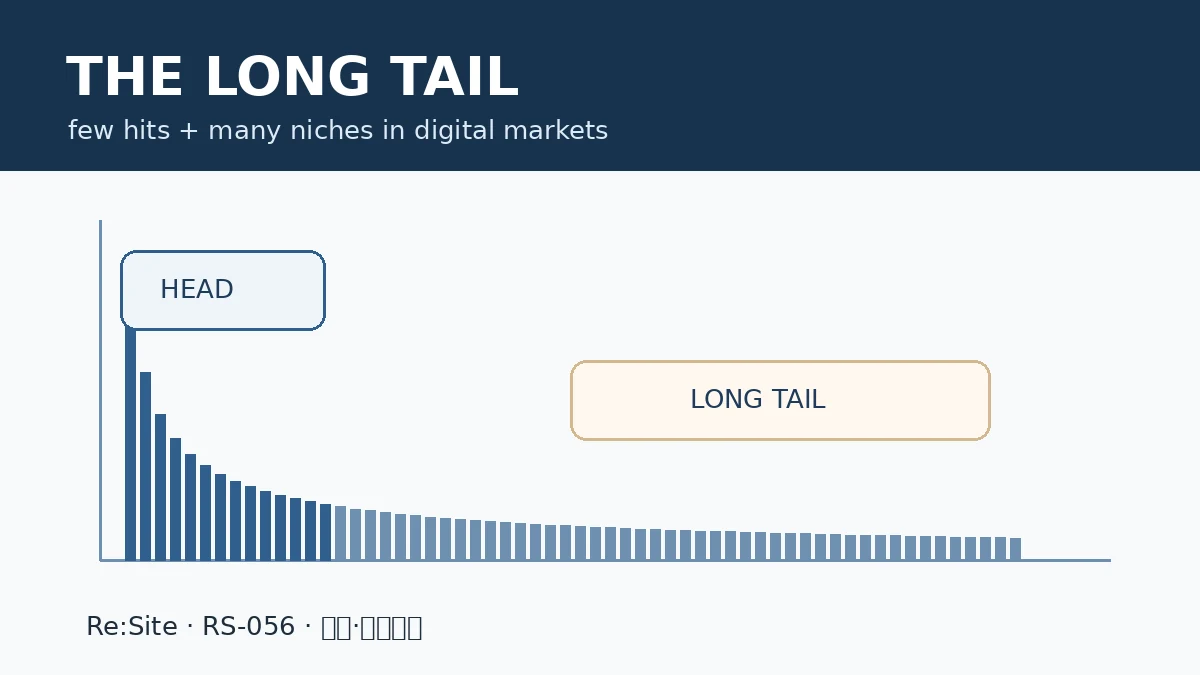 THE LONG TAIL
few hits + many niches in digital markets
HEAD
LONG TAIL
Re:Site · RS-056 ·